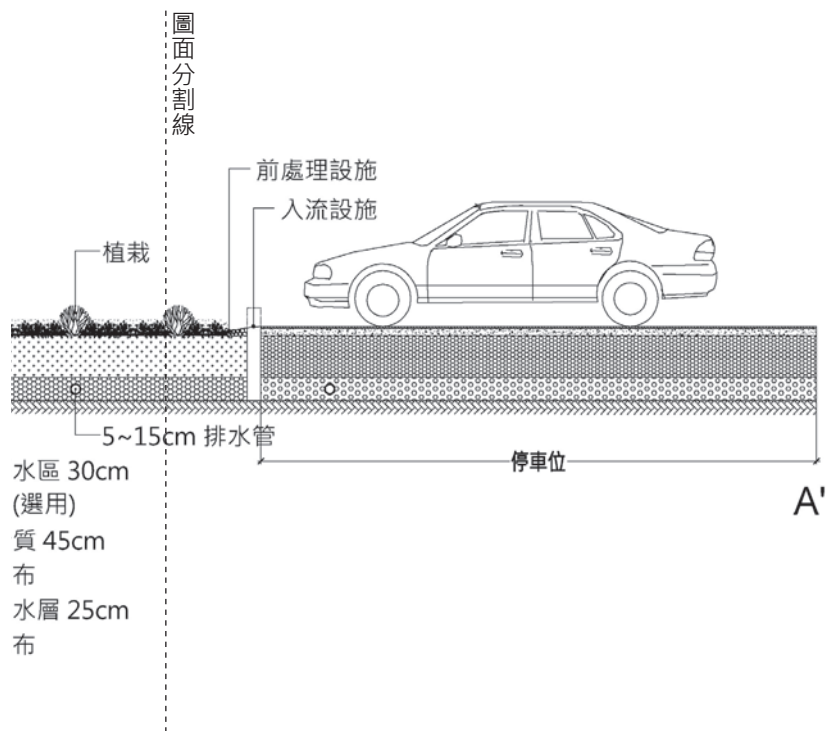 圖面分割線
前處理設施
入流設施
植栽
5~15cm 排水管
水區 30cm
(選用)
質 45cm
布
水層 25cm
布
停車位
A'